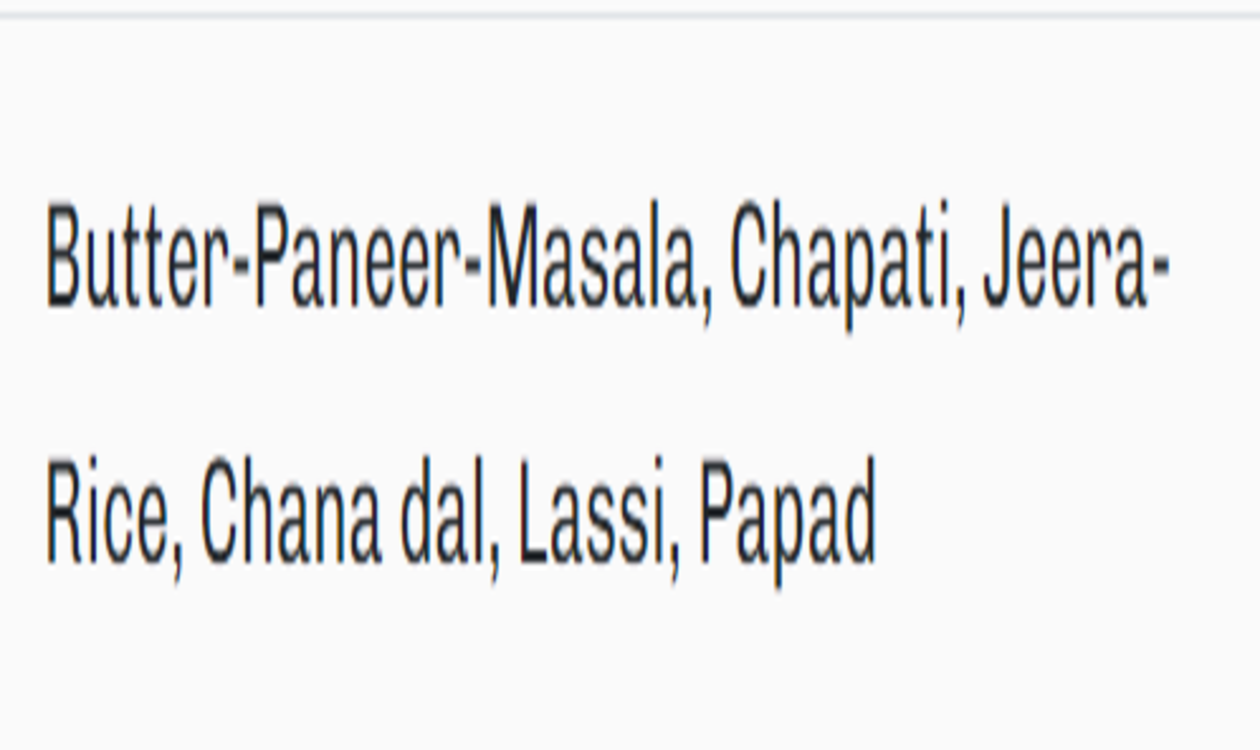 Butter-Paneer-Masala, Chapati, Jeera-
Rice, Chana dal, Lassi, Papad